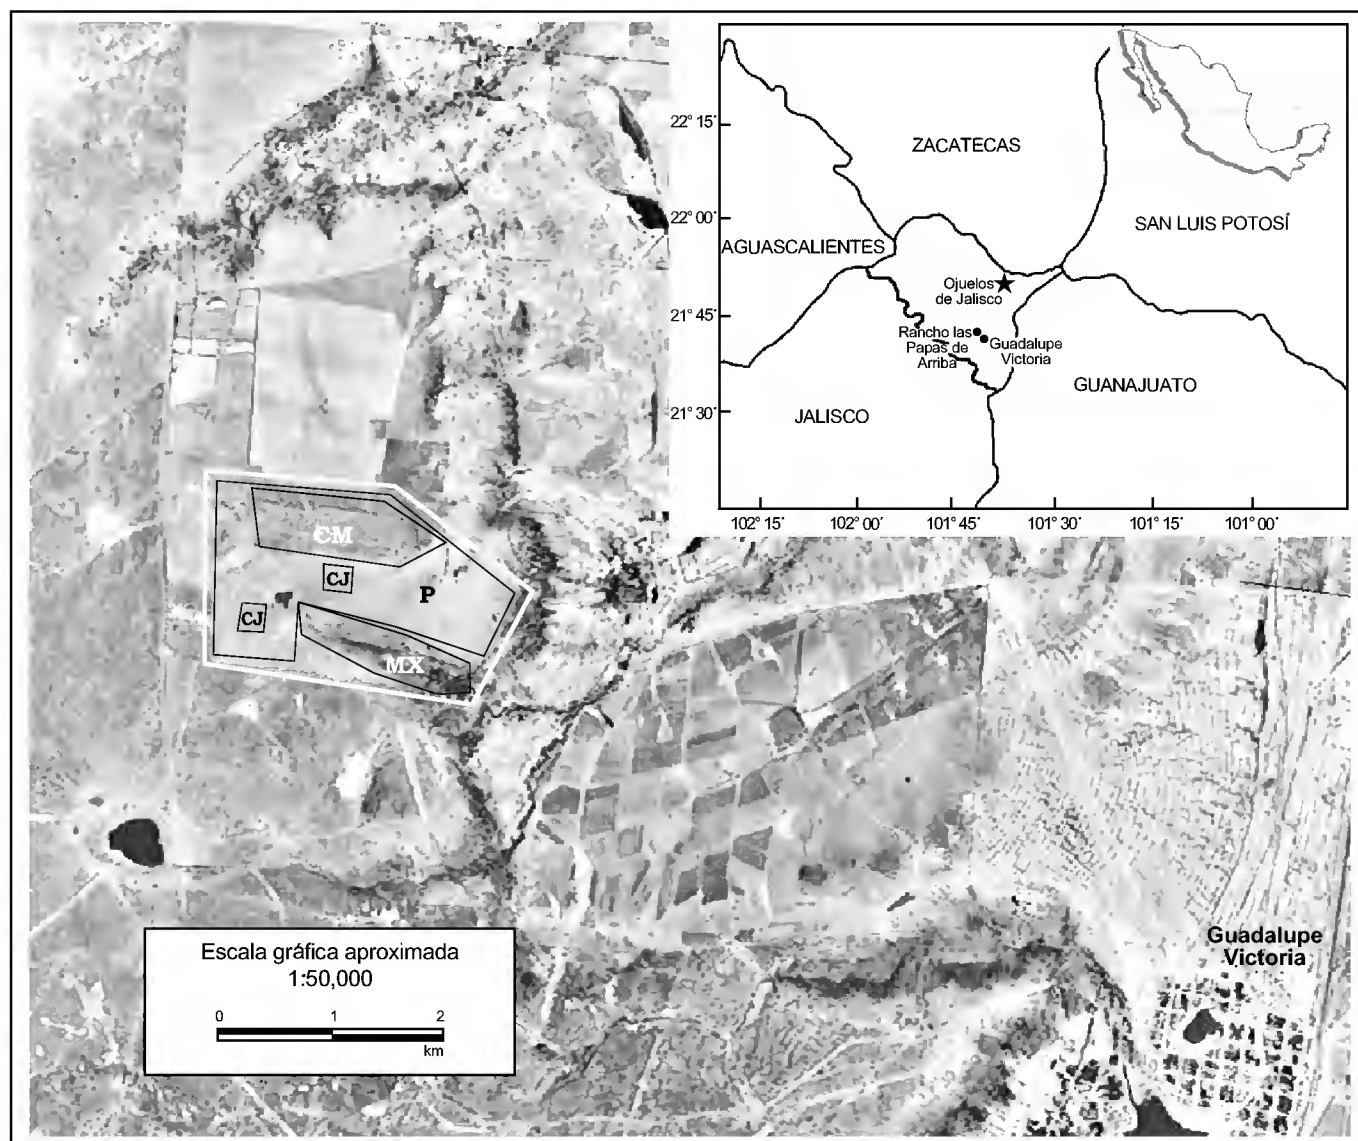 22° 15'
22° 00'
21° 45'
21° 30'
ZACATECAS
SAN LUIS POTOSÍ
AGUASCALIENTES
Ojuelos
de Jalisco
Rancho las
Papas de
Arriba
Guadalupe
Victoria
GUANAJUATO
JALISCO
102° 15'
102° 00'
101° 45'
101° 30'
101° 15'
101° 00'
CM
CJ
P
CJ
MX
Guadalupe
Victoria
Escala gráfica aproximada
1:50,000
0 1 2
km